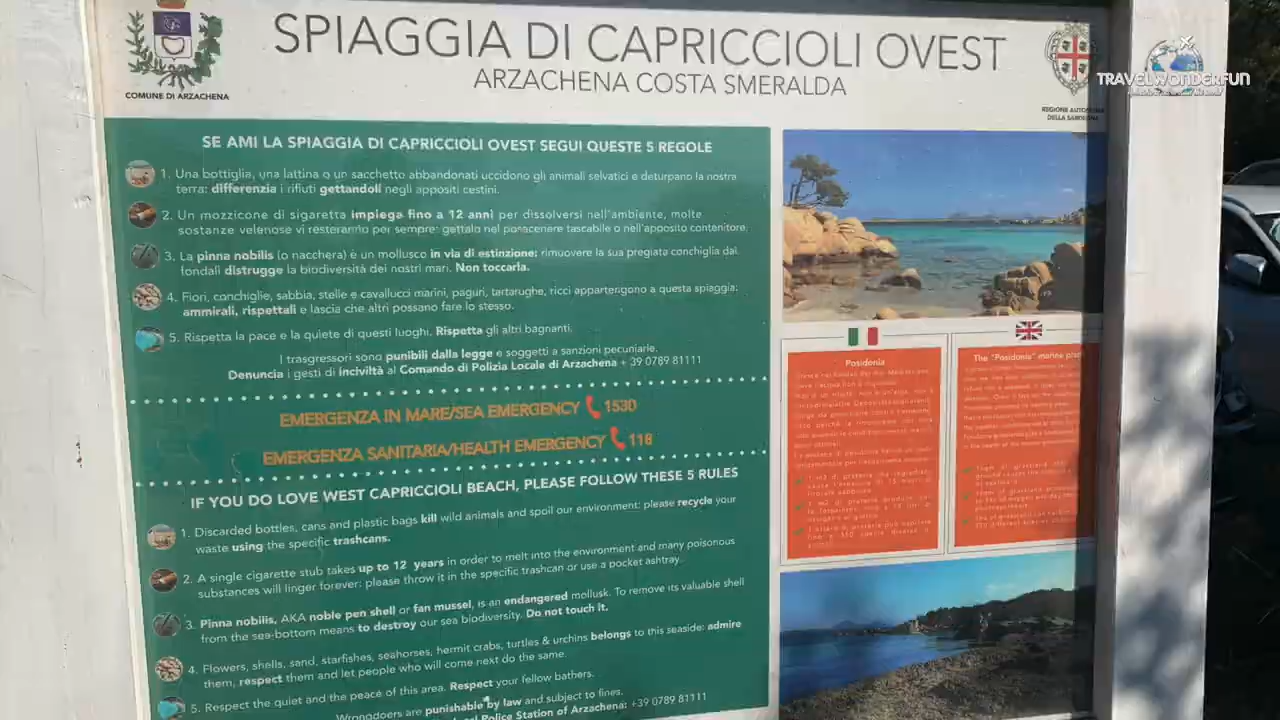 SPIAGGIA DI CAPRICCIOLI OVEST
ARZACHENA COSTA SMERALDA
COMUNE DI ARZACHENA
REGIONE AUTONOMA
DELLA SARDEGNA
TRAVELWONDERFUN
SE AMI LA SPIAGGIA DI CAPRICCIOLI OVEST SEGUI QUESTE 5 REGOLE
1. Una bottiglia, una lattina o un sacchetto abbandonati uccidono gli animali selvatici e deturpano la nostra
terra: differenzia i rifiuti gettandoli negli appositi cestini.
2. Un mozzicone di sigaretta impiega fino a 12 anni per dissolversi nell'ambiente, molte
sostanze velenose vi resteranno per sempre: gettalo nel posacenere tascabile o nell'apposito contenitore.
3. La pinna nobilis (o nacchera) è un mollusco in via di estinzione: rimuovere la sua pregiata conchiglia dai
fondali distrugge la biodiversità dei nostri mari. Non toccarla.
4. Fiori, conchiglie, sabbia, stelle e cavallucci marini, paguri, tartarughe, ricci appartengono a questa spiaggia:
ammirali, rispettali e lascia che altri possano fare lo stesso.
5. Rispetta la pace e la quiete di questi luoghi. Rispetta gli altri bagnanti.
I trasgressori sono punibili dalla legge e soggetti a sanzioni pecuniarie.
Denuncia i gesti di inciviltà al Comando di Polizia Locale di Arzachena + 39 0789 81111
EMERGENZA IN MARE/SEA EMERGENCY 1530
EMERGENZA SANITARIA/HEALTH EMERGENCY 118
IF YOU DO LOVE WEST CAPRICCIOLI BEACH, PLEASE FOLLOW THESE 5 RULES
1. Discarded bottles, cans and plastic bags kill wild animals and spoil our environment: please recycle your
waste using the specific trashcans.
2. A single cigarette stub takes up to 12 years in order to melt into the environment and many poisonous
substances will linger forever: please throw it in the specific trashcan or use a pocket ashtray.
3. Pinna nobilis, AKA noble pen shell or fan mussel, is an endangered mollusk. To remove its valuable shell
from the sea-bottom means to destroy our sea biodiversity. Do not touch it.
4. Flowers, shells, sand, starfishes, seahorses, hermit crabs, turtles & urchins belongs to this seaside: admire
them, respect them and let people who will come next do the same.
5. Respect the quiet and the peace of this area. Respect your fellow bathers.
Wrongdoers are punishable by law and subject to fines.
Police Station of Arzachena: +39 0789 81111
Posidonia
The "Posidonia" marine